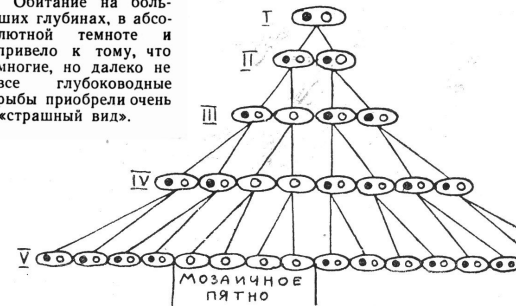 Обитание на боль-
ших глубинах, в абсо-
лютной темноте и
привело к тому, что
многие, но далеко не
все глубоководные
рыбы приобрели очень
«страшный вид».
I
II
III
IV
V
МОЗАИЧНОЕ
ПЯТНО